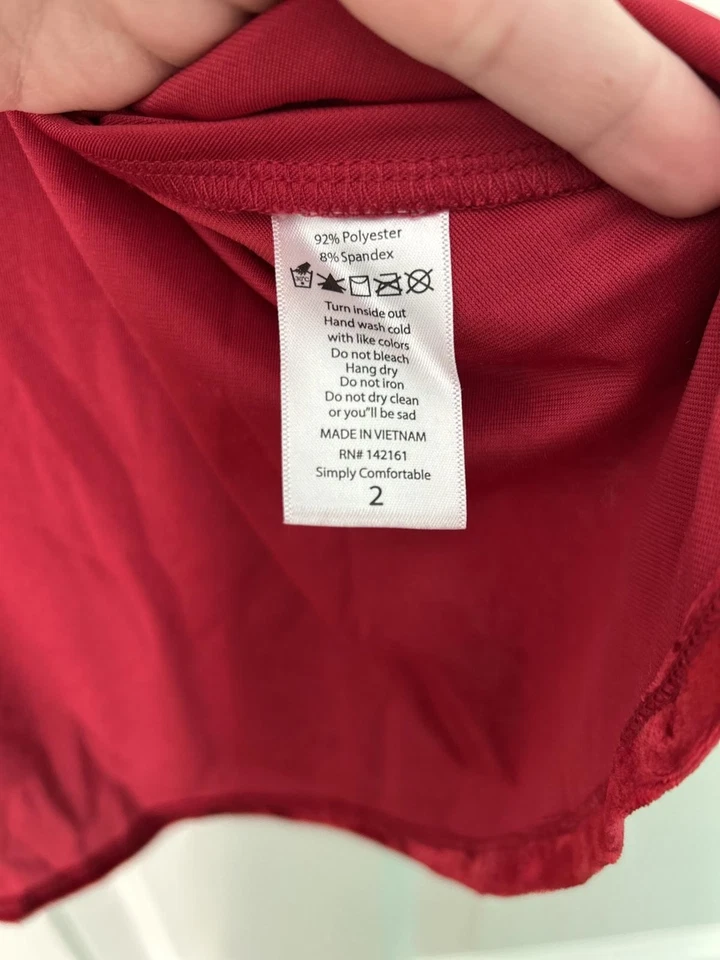 92% Polyester
8% Spandex
30°C
Turn inside out
Hand wash cold
with like colors
Do not bleach
Hang dry
Do not iron
Do not dry clean
or you"ll be sad
MADE IN VIETNAM
RN# 142161
Simply Comfortable
2